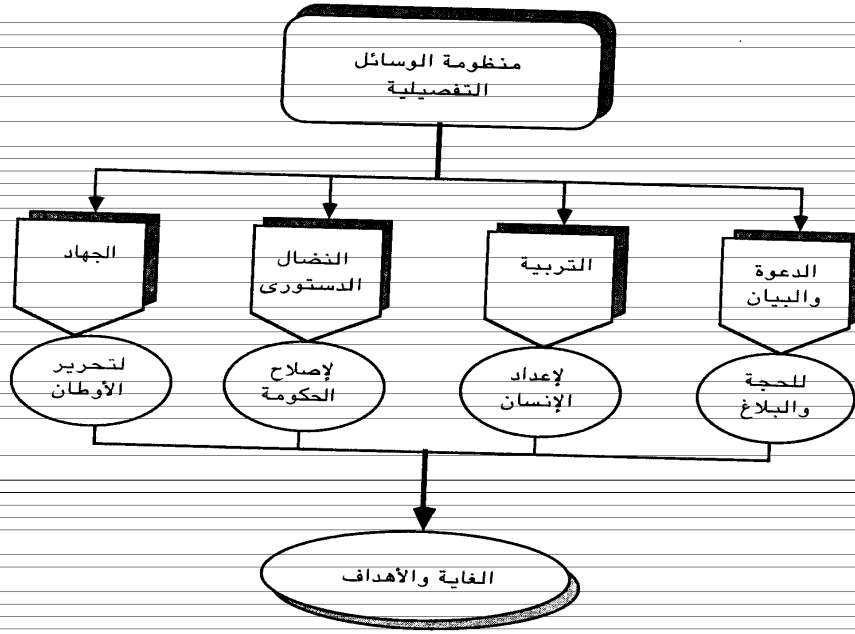 منظومة الوسائل
التفصيلية
الدعوة
والبيان
التربية
النضال
الدستورى
الجهاد
للحجة
والبلاغ
لإعداد
الإنسان
لإصلاح
الحكومة
لتحرير
الأوطان
الغاية والأهداف